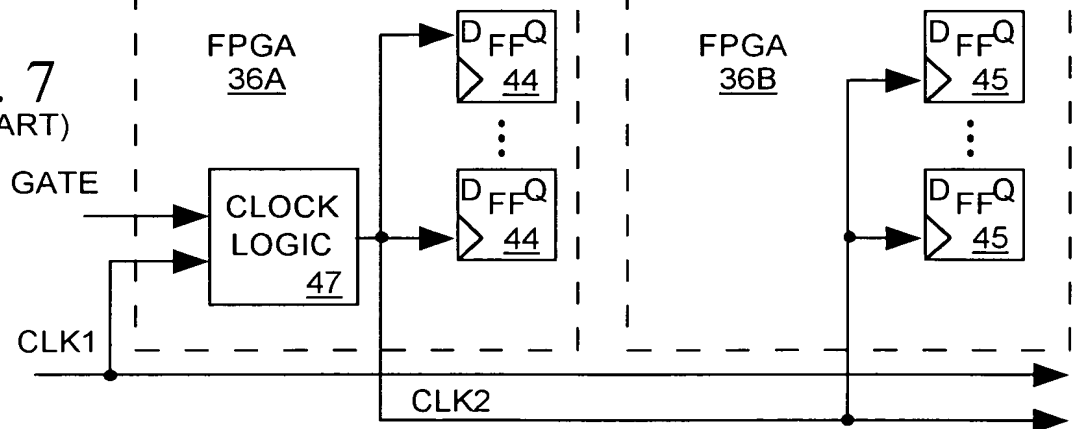 . 7
ART)
FPGA
36A
D FF Q
44
FPGA
36B
D FF Q
45
GATE
CLOCK
LOGIC
47
D FF Q
44
D FF Q
45
CLK1
CLK2